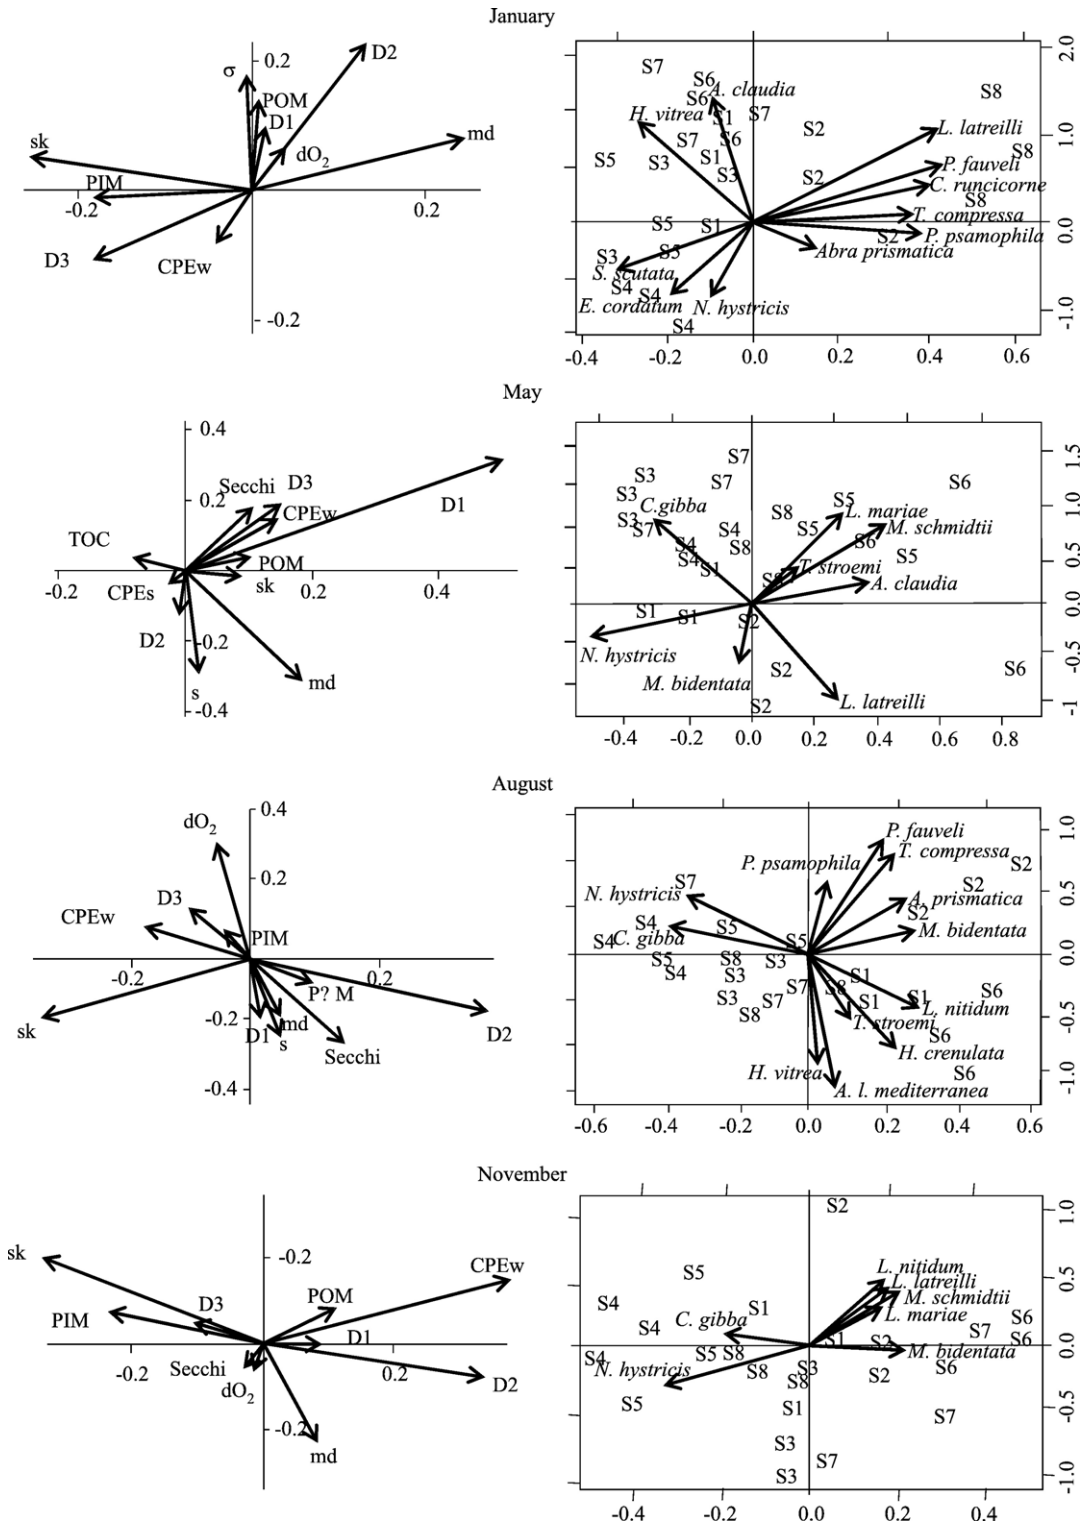 January
0.2
D2
σ
POM
D1
md
sk
dO2
PIM
-0.2
0.2
D3
CPEw
-0.2
S7
S6
A. claudia
S6
S8
H. vitrea
S1
S7
S2
L. latreilli
S7
S6
S5
S3
S1
S8
S3
S2
P. fauveli
C. runcicorne
S8
T. compressa
S5
S1
S2
P. psamophila
S3
S5
Abra prismatica
S. scutata
S4
S4
E. cordatum
N. hystricis
S4
2.0
1.0
0.0
-1.0
-0.4
-0.2
0.0
0.2
0.4
0.6
May
0.4
Secchi
D3
0.2
CPEw
D1
TOC
POM
-0.2
CPEs
sk
0.2
0.4
D2
-0.2
md
s
-0.4
S7
S3
S7
S6
S3
C.gibba
S5
S8
L. mariae
S3
S7
S4
S5
M. schmidtii
S4
S8
S6
S4
S1
S5
S8
T. stroemi
A. claudia
S1
S1
S2
N. hystricis
S2
S6
M. bidentata
S2
L. latreilli
1.5
1.0
0.5
0.0
-0.5
-1
-0.4
-0.2
0.0
0.2
0.4
0.6
0.8
August
0.4
dO2
0.2
D3
CPEw
PIM
-0.2
0.2
P? M
sk
-0.2
D1
md
s
D2
Secchi
-0.4
P. fauveli
T. compressa
P. psamophila
S2
S7
S2
N. hystricis
A. prismatica
S2
S4
S5
M. bidentata
S4
C. gibba
S5
S5
S8
S3
S4
S3
S1
S7
S8
S6
S3
S7
S1
S1
L. nitidum
S8
T. stroemi
S6
H. crenulata
H. vitrea
S6
A. l. mediterranea
1.0
0.5
0.0
-0.5
-1.0
-0.6
-0.4
-0.2
0.0
0.2
0.4
0.6
November
sk
-0.2
CPEw
D3
POM
PIM
D1
-0.2
Secchi
0.2
dO2
D2
-0.2
md
S2
S5
L. nitidum
L. latreilli
S4
S1
M. schmidtii
C. gibba
L. mariae
S6
S4
S7
S1
S2
S6
S4
S5
S8
M. bidentata
N. hystricis
S8
S3
S2
S6
S8
S5
S1
S7
S3
S7
S3
1.0
0.5
0.0
-0.5
-1.0
-0.4
-0.2
0.0
0.2
0.4